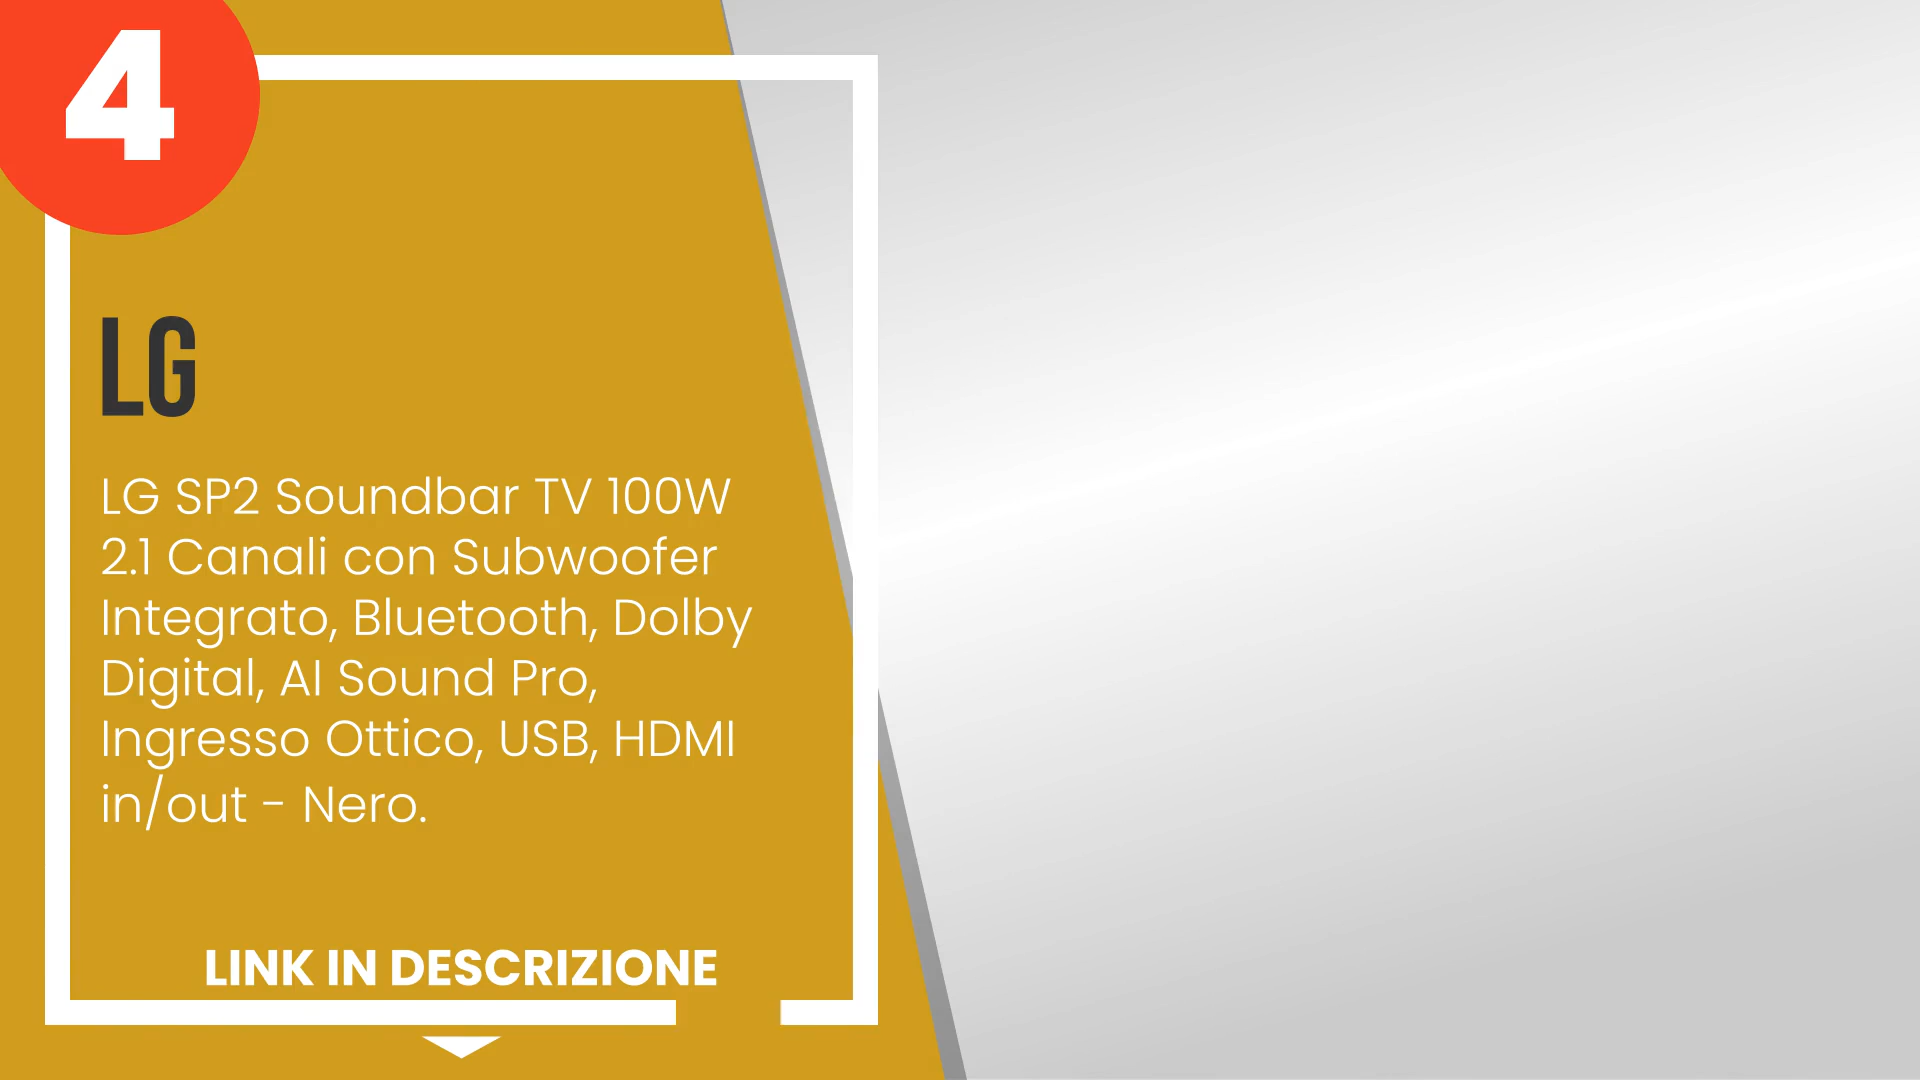 4
LG
LG SP2 Soundbar TV 100W
2.1 Canali con Subwoofer
Integrato, Bluetooth, Dolby
Digital, AI Sound Pro,
Ingresso Ottico, USB, HDMI
in/out - Nero.
LINK IN DESCRIZIONE